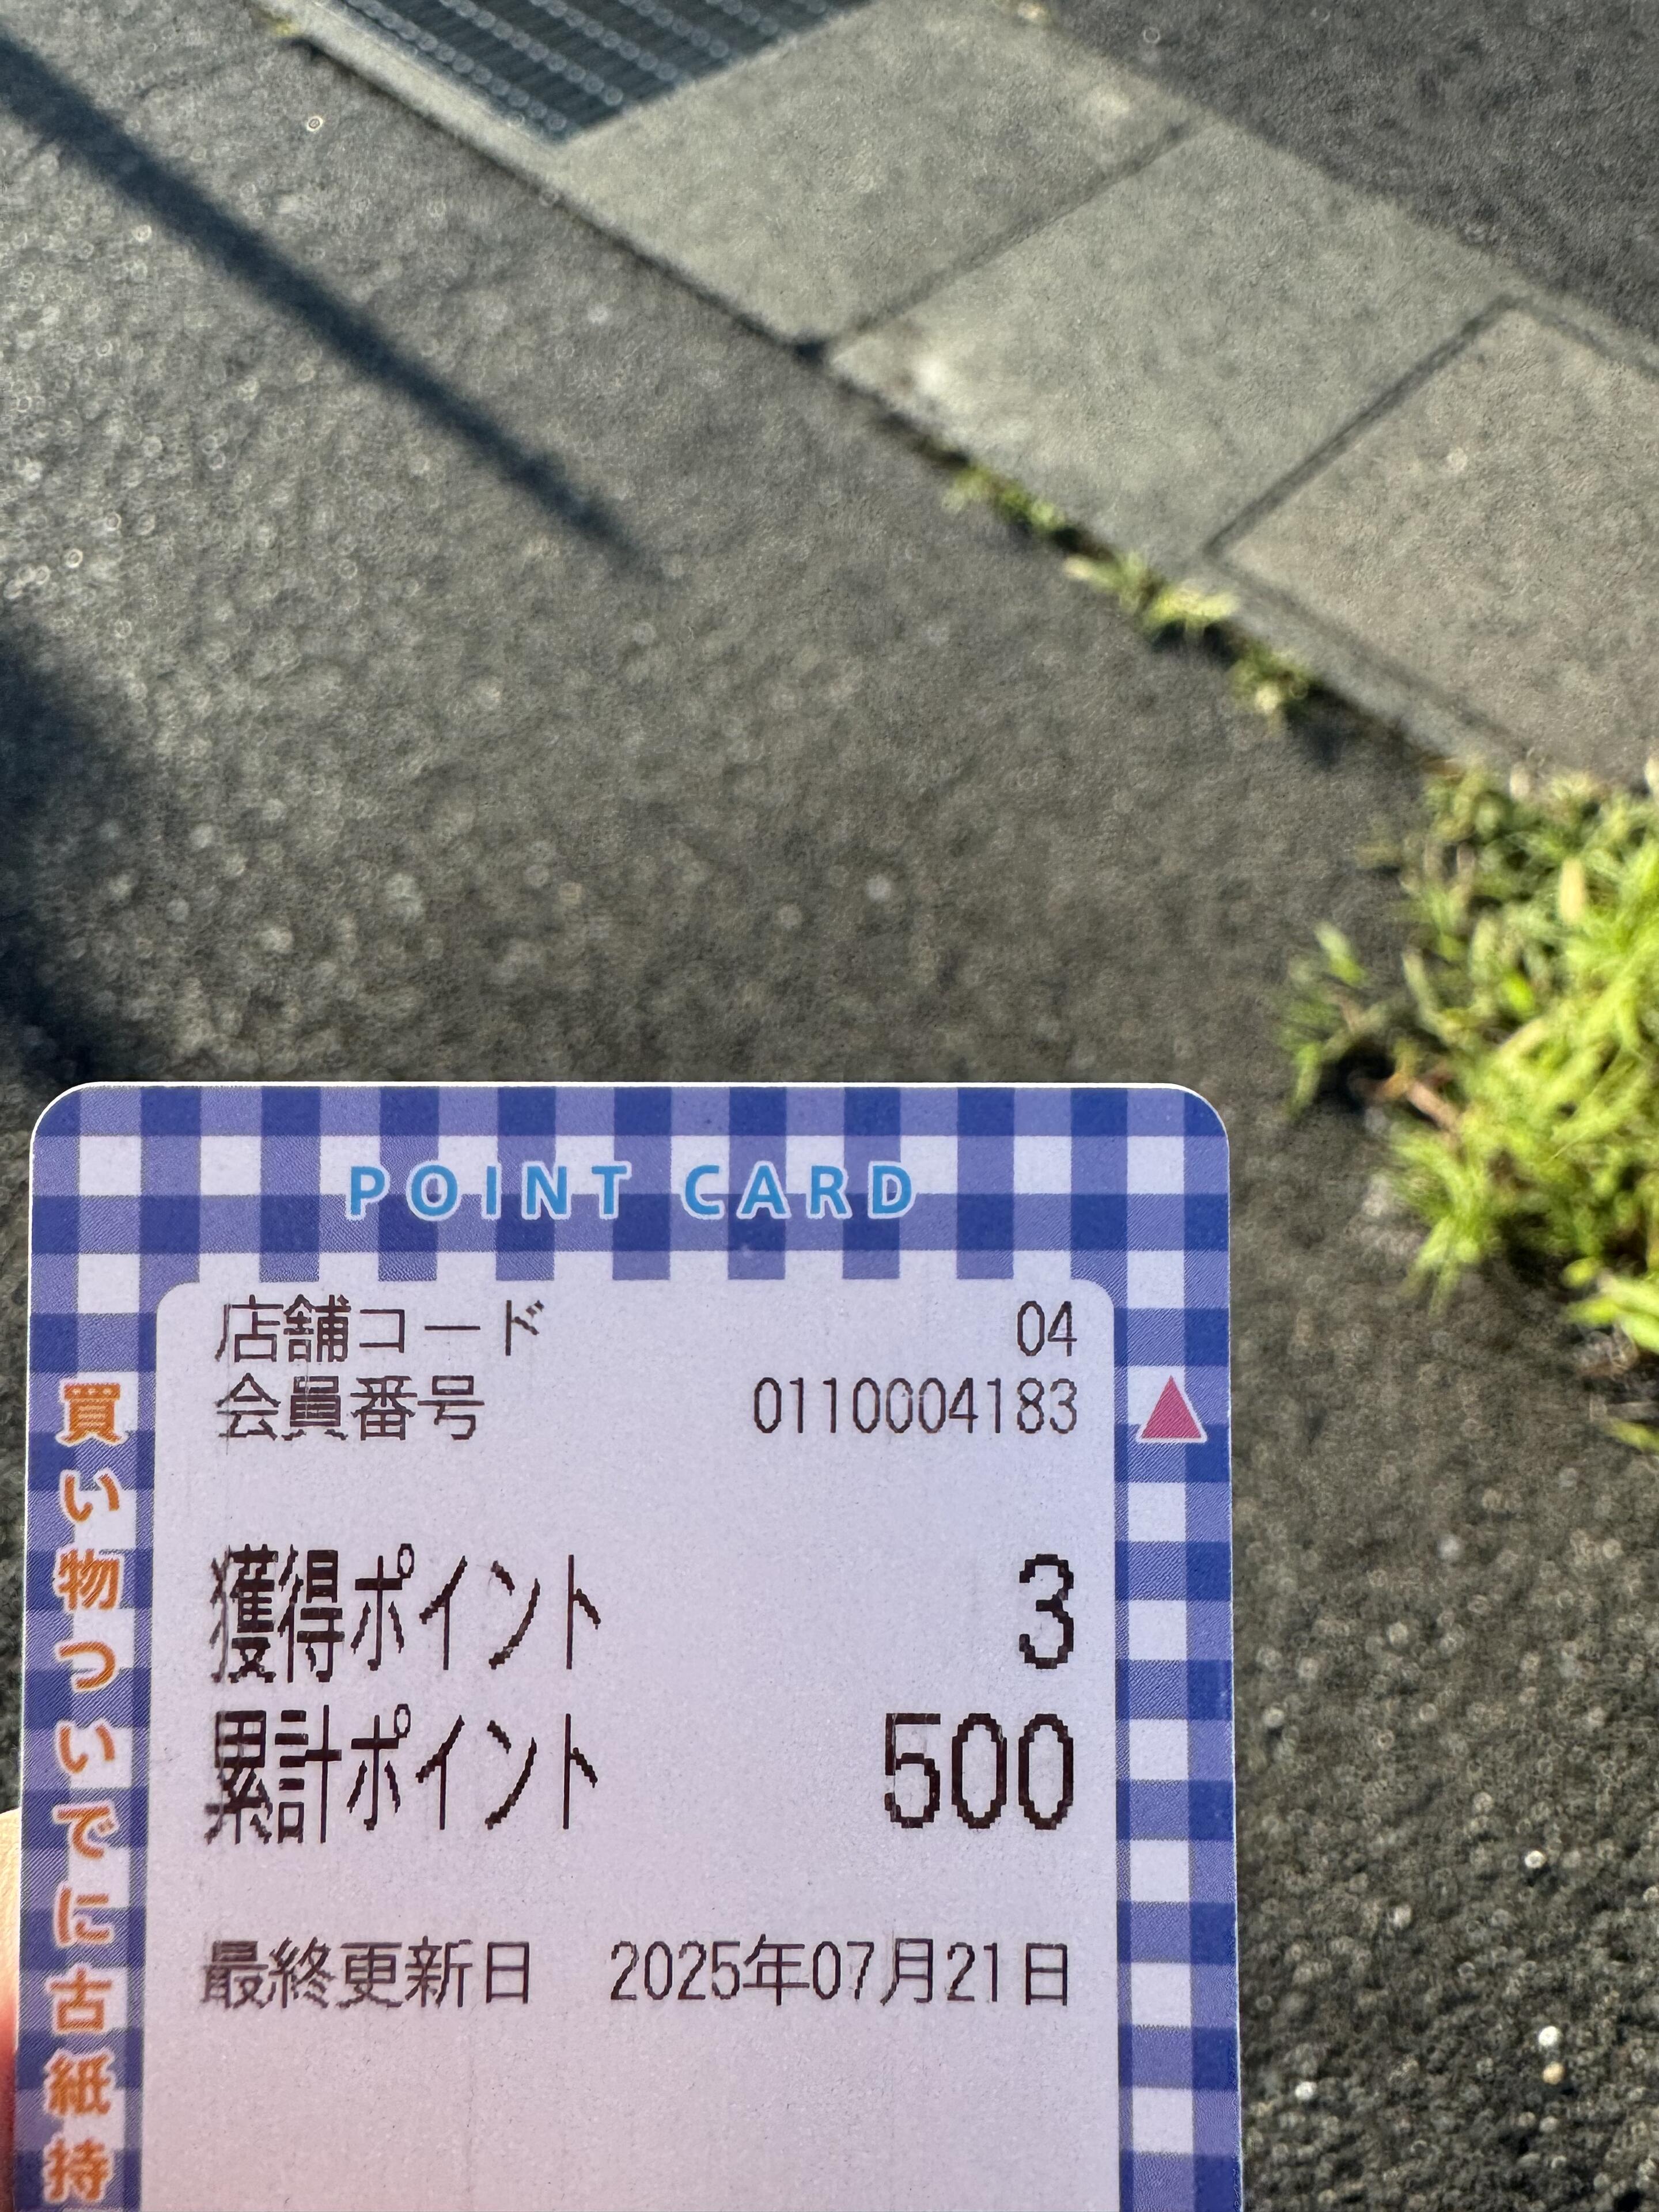 POINT CARD
店舗コード 04
会員番号 0110004183
獲得ポイント 3
累計ポイント 500
最終更新日 2025年07月21日
買い物ついでに古紙持